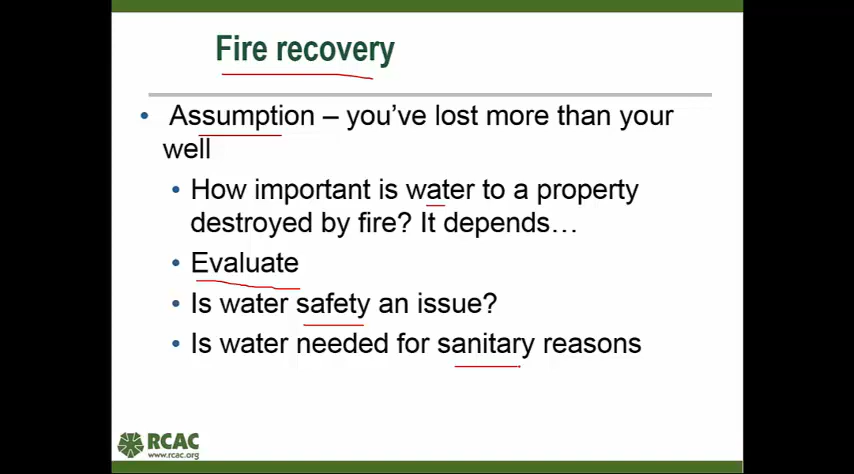 Fire recovery
• Assumption – you've lost more than your
well
• How important is water to a property
destroyed by fire? It depends…
• Evaluate
• Is water safety an issue?
• Is water needed for sanitary reasons
RCAC
www.rcac.org